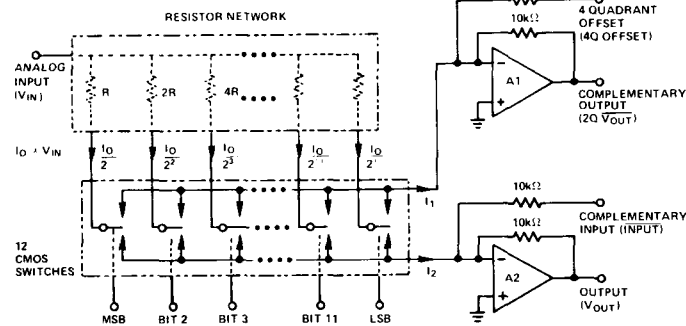 RESISTOR NETWORK
4 QUADRANT
OFFSET
(4Q OFFSET)
10kΩ
ANALOG
INPUT
(VIN)
R
2R
4R
A1
COMPLEMENTARY
OUTPUT
(2Q VOUT)
IO
VIN
IO
2
IO
2²
IO
2³
IO
IO
I1
10kΩ
10kΩ
COMPLEMENTARY
INPUT (INPUT)
12
CMOS
SWITCHES
I2
A2
OUTPUT
(VOUT)
MSB
BIT 2
BIT 3
BIT 11
LSB